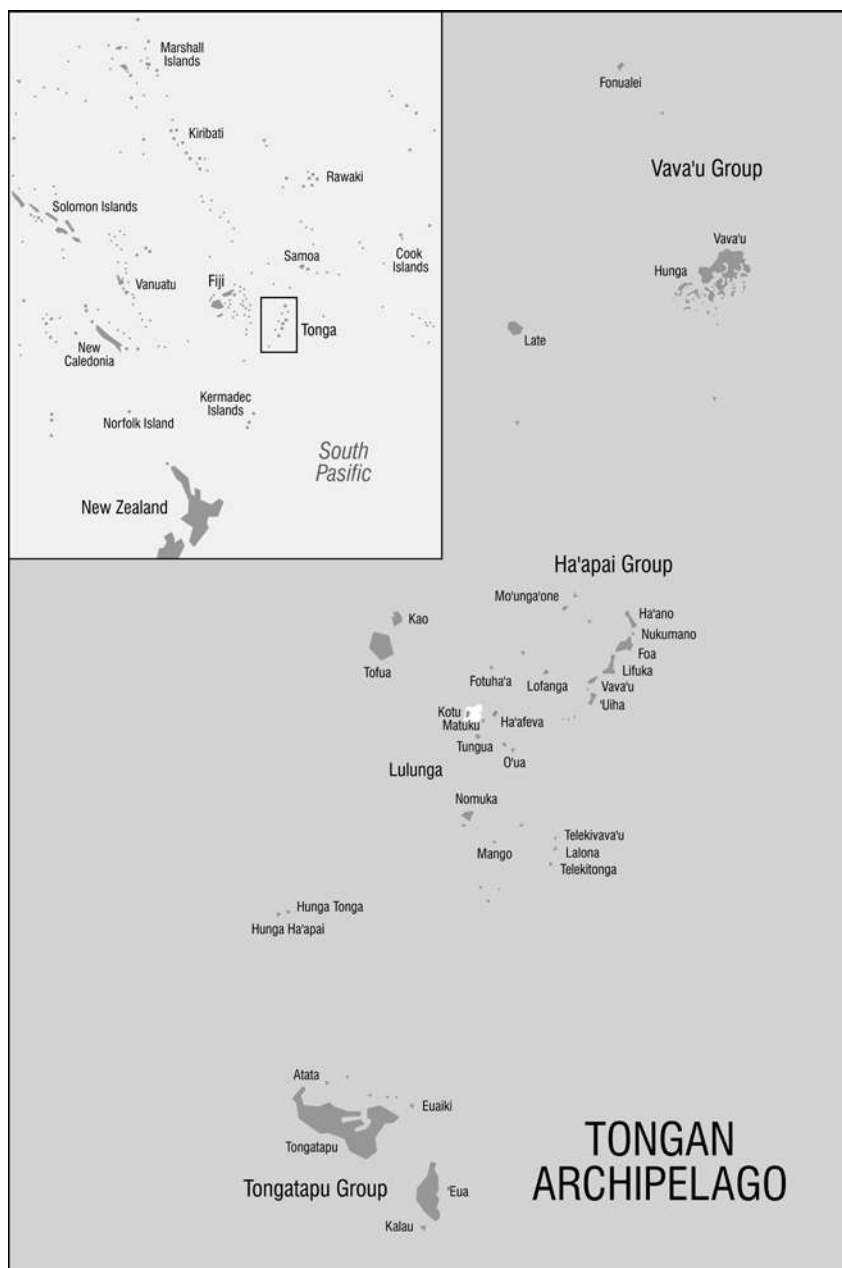 Marshall
Islands
Kiribati
Rawaki
Solomon Islands
Samoa
Cook
Islands
Fiji
Vanuatu
Tonga
New
Caledonia
Kermadec
Islands
Norfolk Island
South
Pasific
New Zealand
Fonualei
Vava'u Group
Vava'u
Hunga
Late
Ha'apai Group
Mo'unga'one
Ha'ano
Kao
Nukumano
Foa
Tofua
Lifuka
Fotuha'a
Lofanga
Vava'u
'Uiha
Kotu
Ha'afeva
Matuku
Tungua
O'ua
Lulunga
Nomuka
Telekivava'u
Mango
Lalona
Telekitonga
Hunga Tonga
Hunga Ha'apai
Atata
Euaiki
Tongatapu
Tongatapu Group
'Eua
Kalau
TONGAN
ARCHIPELAGO